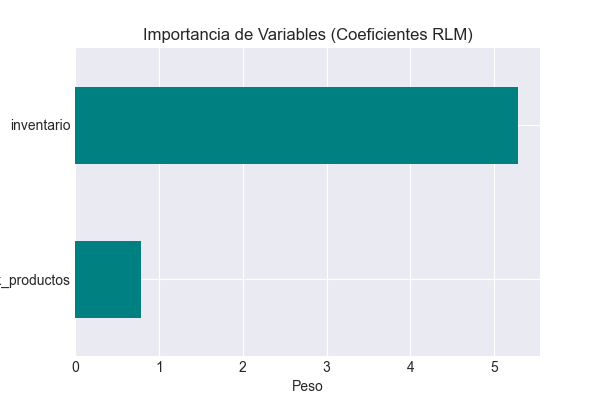 Importancia de Variables (Coeficientes RLM)
inventario
_productos
0 1 2 3 4 5
Peso